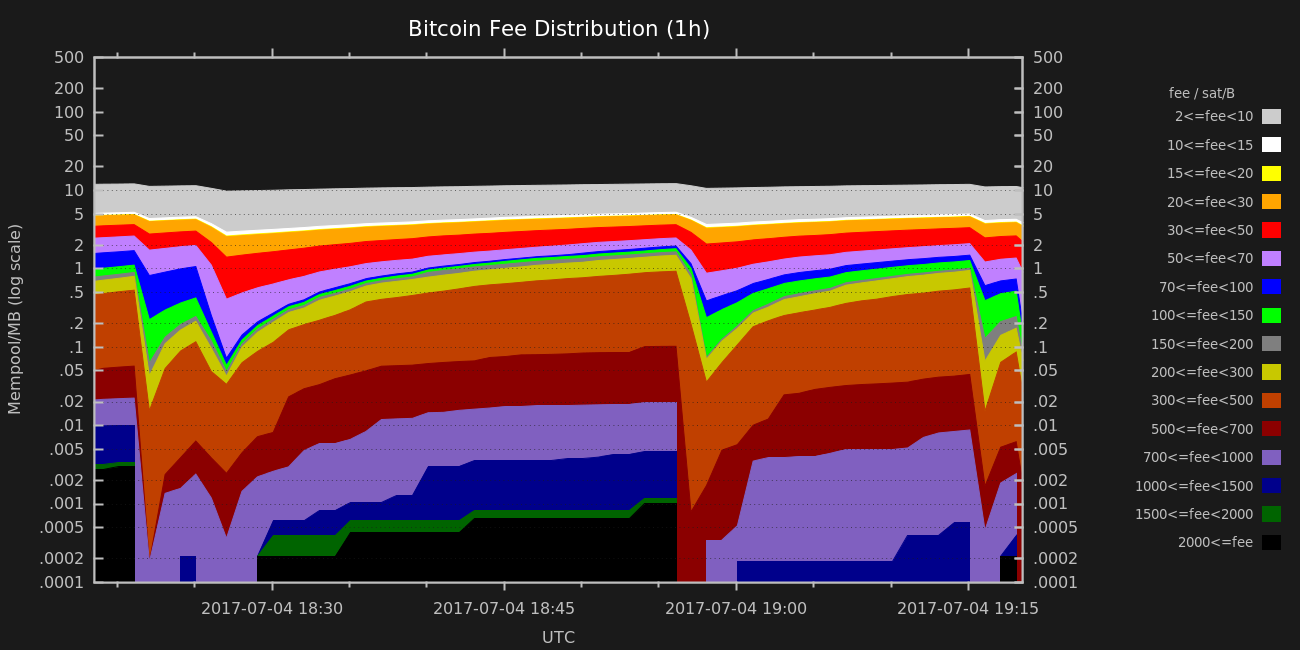 Bitcoin Fee Distribution (1h)
500 500
200 200
100 100
50 50
20 20
10 10
5 5
2 2
1 1
.5 .5
.2 .2
.1 .1
.05 .05
.02 .02
.01 .01
.005 .005
.002 .002
.001 .001
.0005 .0005
.0002 .0002
.0001 .0001
Mempool/MB (log scale)
2017-07-04 18:30 2017-07-04 18:45 2017-07-04 19:00 2017-07-04 19:15
UTC
fee / sat/B
2<=fee<10
10<=fee<15
15<=fee<20
20<=fee<30
30<=fee<50
50<=fee<70
70<=fee<100
100<=fee<150
150<=fee<200
200<=fee<300
300<=fee<500
500<=fee<700
700<=fee<1000
1000<=fee<1500
1500<=fee<2000
2000<=fee